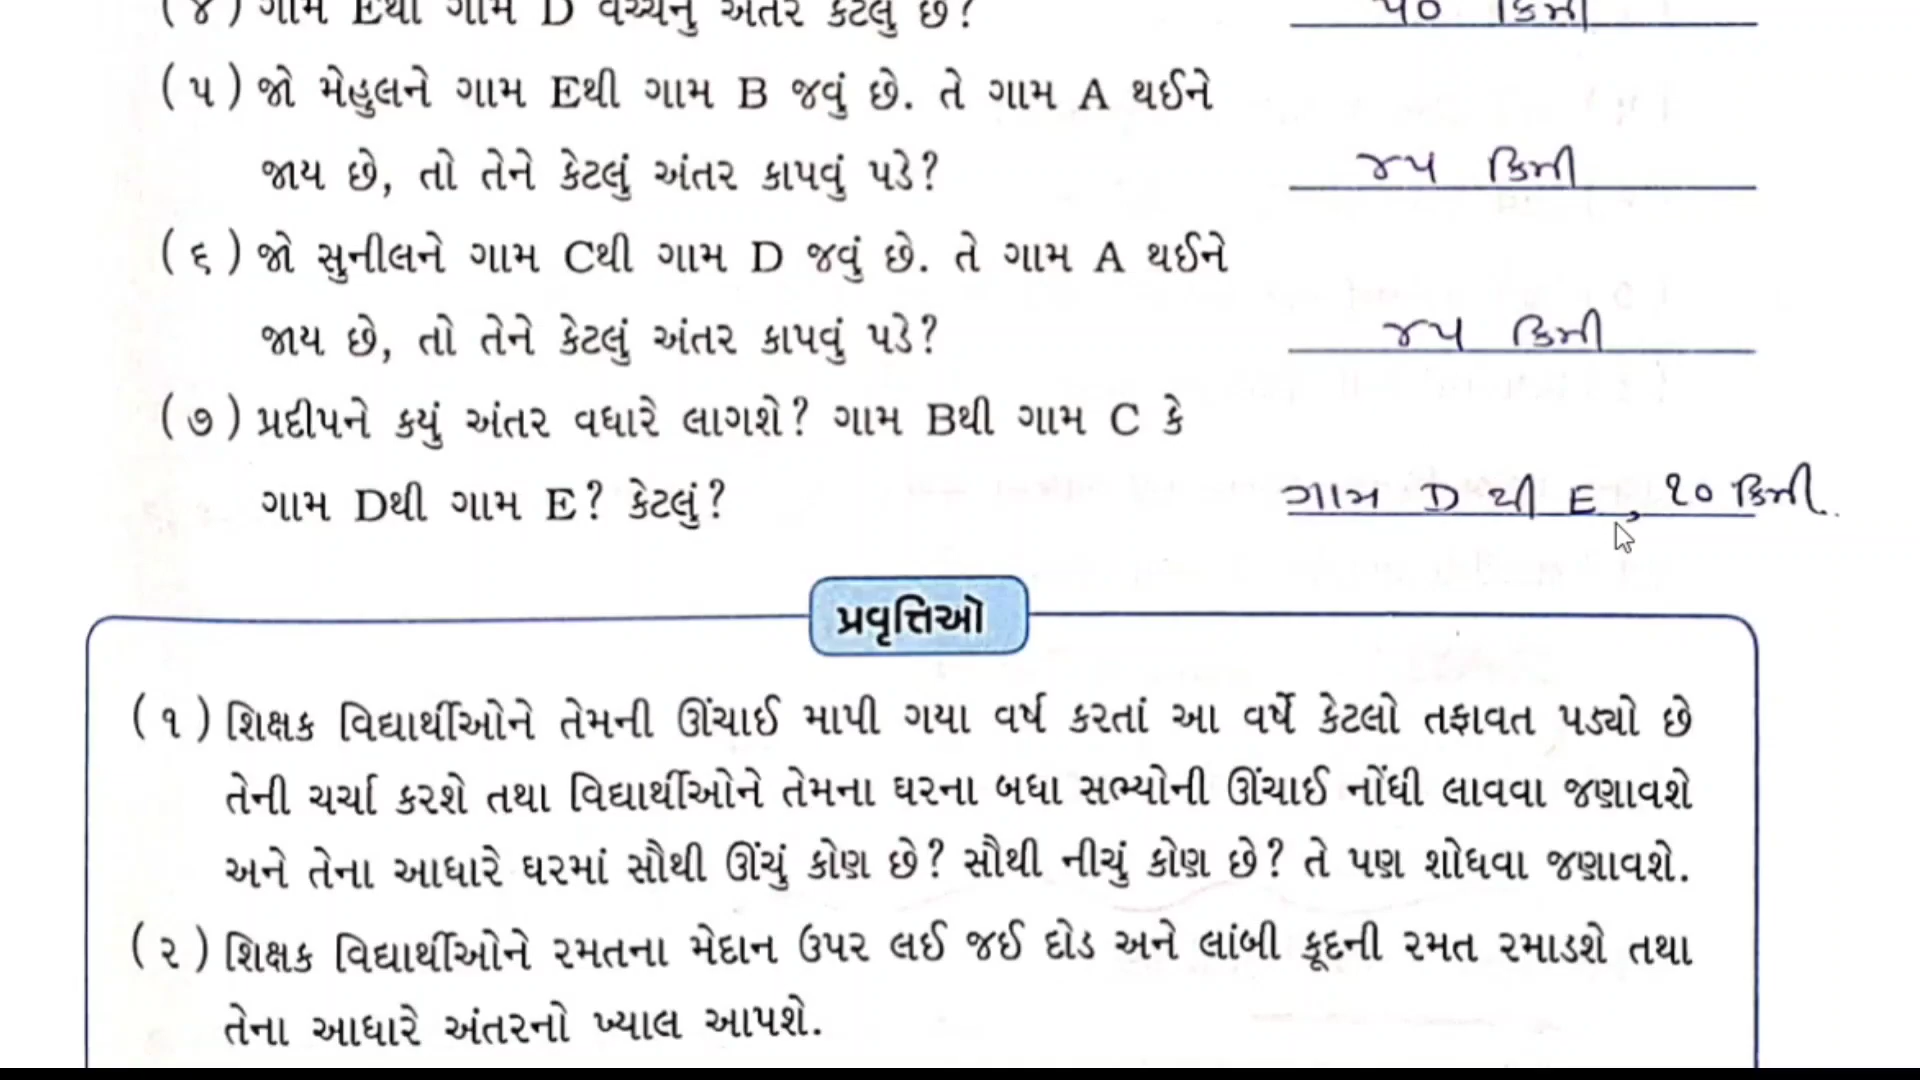 (૪) ગામ Eથી ગામ D વચ્ચેનું અંતર કેટલું છે? ૫૦ કિમી
(૫) જો મેહુલને ગામ Eથી ગામ B જવું છે. તે ગામ A થઈને
જાય છે, તો તેને કેટલું અંતર કાપવું પડે? ૪૫ કિમી
(૬) જો સુનીલને ગામ Cથી ગામ D જવું છે. તે ગામ A થઈને
જાય છે, તો તેને કેટલું અંતર કાપવું પડે? ૪૫ કિમી
(૭) પ્રદીપને કયું અંતર વધારે લાગશે? ગામ Bથી ગામ C કે
ગામ Dથી ગામ E? કેટલું? ગામ D થી E, ૧૦ કિમી.
પ્રવૃત્તિઓ
(૧) શિક્ષક વિદ્યાર્થીઓને તેમની ઊંચાઈ માપી ગયા વર્ષ કરતાં આ વર્ષે કેટલો તફાવત પડ્યો છે
તેની ચર્ચા કરશે તથા વિદ્યાર્થીઓને તેમના ઘરના બધા સભ્યોની ઊંચાઈ નોંધી લાવવા જણાવશે
અને તેના આધારે ઘરમાં સૌથી ઊંચું કોણ છે? સૌથી નીચું કોણ છે? તે પણ શોધવા જણાવશે.
(૨) શિક્ષક વિદ્યાર્થીઓને રમતના મેદાન ઉપર લઈ જઈ દોડ અને લાંબી કૂદની રમત રમાડશે તથા
તેના આધારે અંતરનો ખ્યાલ આપશે.